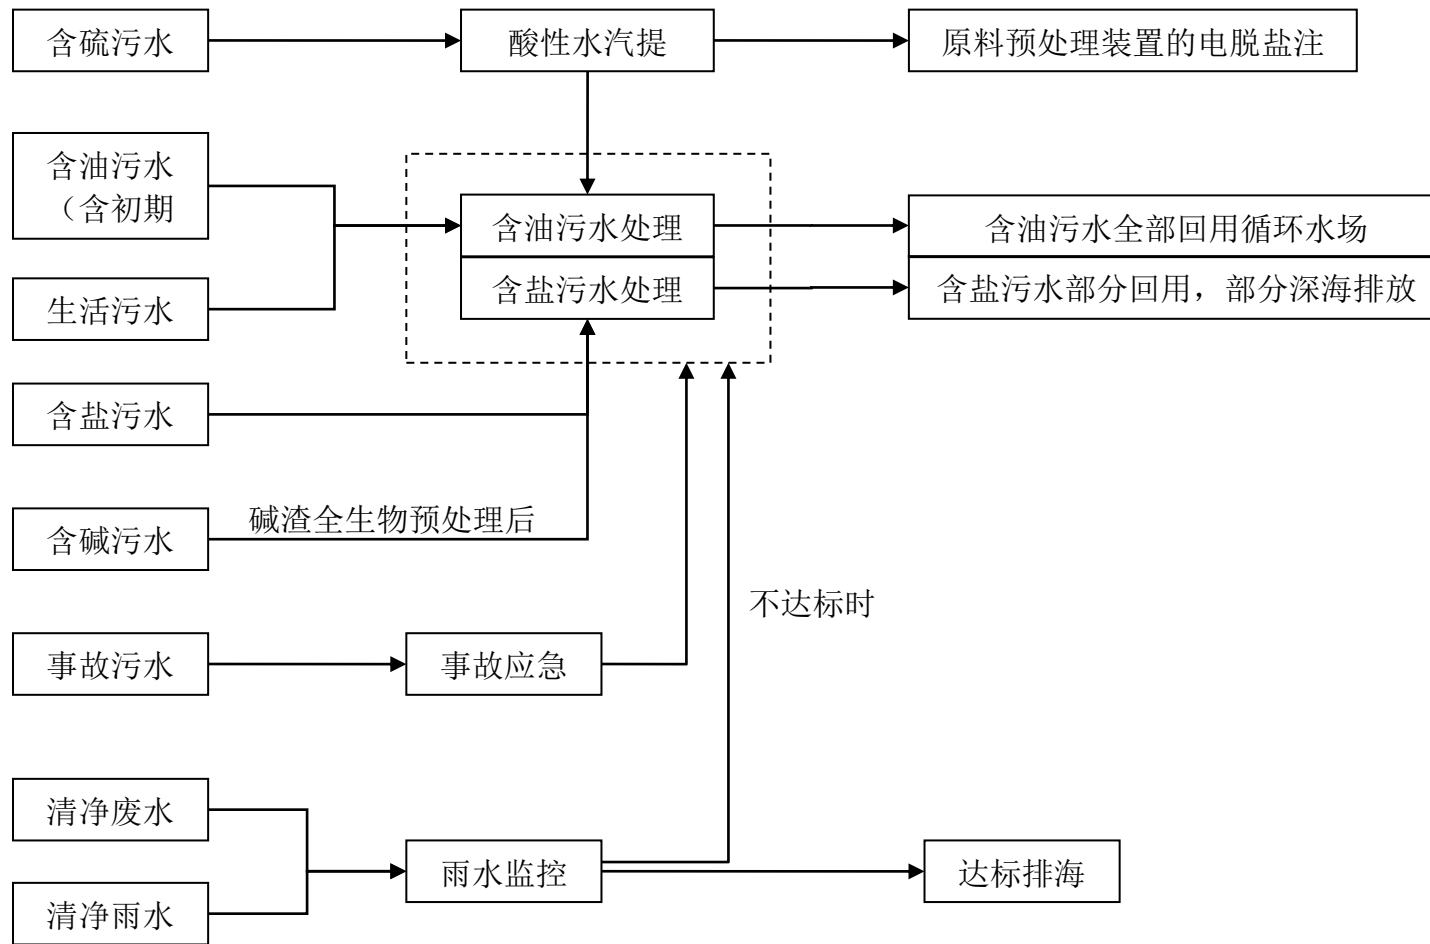 含硫污水
酸性水汽提
原料预处理装置的电脱盐注
含油污水
（含初期
含油污水处理
含油污水全部回用循环水场
含盐污水处理
含盐污水部分回用，部分深海排放
生活污水
含盐污水
碱渣全生物预处理后
含碱污水
不达标时
事故污水
事故应急
清净废水
雨水监控
达标排海
清净雨水